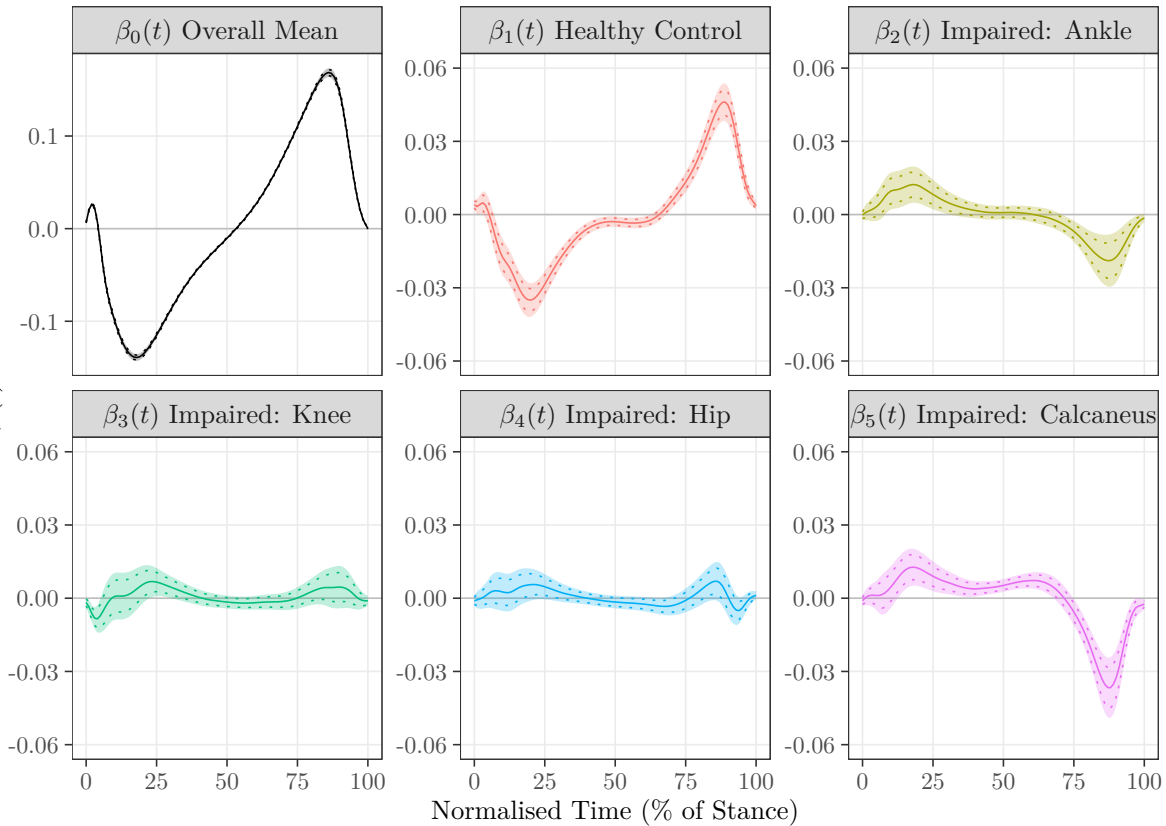 β₀(t) Overall Mean
β₁(t) Healthy Control
β₂(t) Impaired: Ankle
0.1
0.0
-0.1
0.06
0.03
0.00
-0.03
-0.06
0.06
0.03
0.00
-0.03
-0.06
β₃(t) Impaired: Knee
β₄(t) Impaired: Hip
β₅(t) Impaired: Calcaneus
0.06
0.03
0.00
-0.03
-0.06
0.06
0.03
0.00
-0.03
-0.06
0.06
0.03
0.00
-0.03
-0.06
0 25 50 75 100
0 25 50 75 100
0 25 50 75 100
Normalised Time (% of Stance)